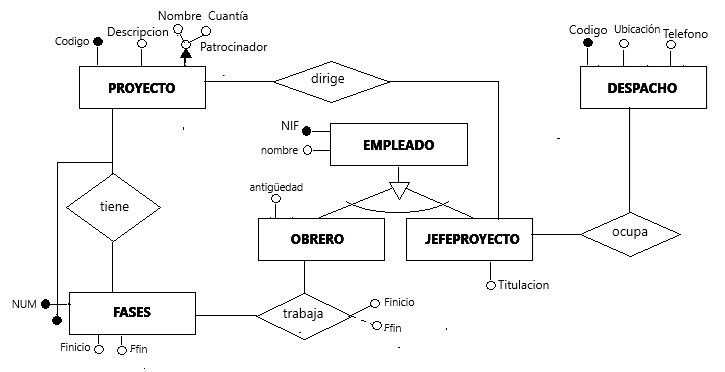 Nombre Cuantía
Descripcion
Codigo
Patrocinador
PROYECTO
dirige
Codigo Ubicación Telefono
DESPACHO
NIF
nombre
EMPLEADO
antigüedad
tiene
OBRERO
JEFEPROYECTO
ocupa
Titulacion
NUM
FASES
trabaja
Finicio
Ffin
Finicio
Ffin